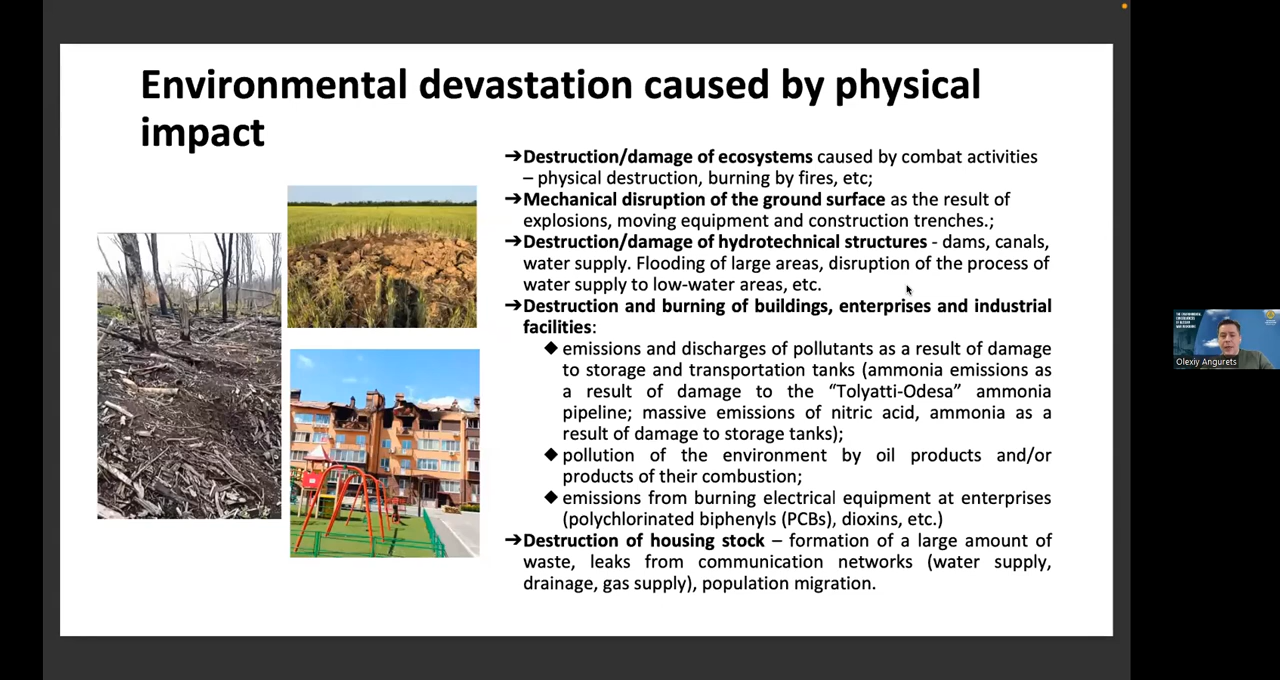 Environmental devastation caused by physical
impact
➔Destruction/damage of ecosystems caused by combat activities
– physical destruction, burning by fires, etc;
➔Mechanical disruption of the ground surface as the result of
explosions, moving equipment and construction trenches.;
➔Destruction/damage of hydrotechnical structures - dams, canals,
water supply. Flooding of large areas, disruption of the process of
water supply to low-water areas, etc.
➔Destruction and burning of buildings, enterprises and industrial
facilities:
◆emissions and discharges of pollutants as a result of damage
to storage and transportation tanks (ammonia emissions as
a result of damage to the “Tolyatti-Odesa” ammonia
pipeline; massive emissions of nitric acid, ammonia as a
result of damage to storage tanks);
◆pollution of the environment by oil products and/or
products of their combustion;
◆emissions from burning electrical equipment at enterprises
(polychlorinated biphenyls (PCBs), dioxins, etc.)
➔Destruction of housing stock – formation of a large amount of
waste, leaks from communication networks (water supply,
drainage, gas supply), population migration.
Olexiy Angurets